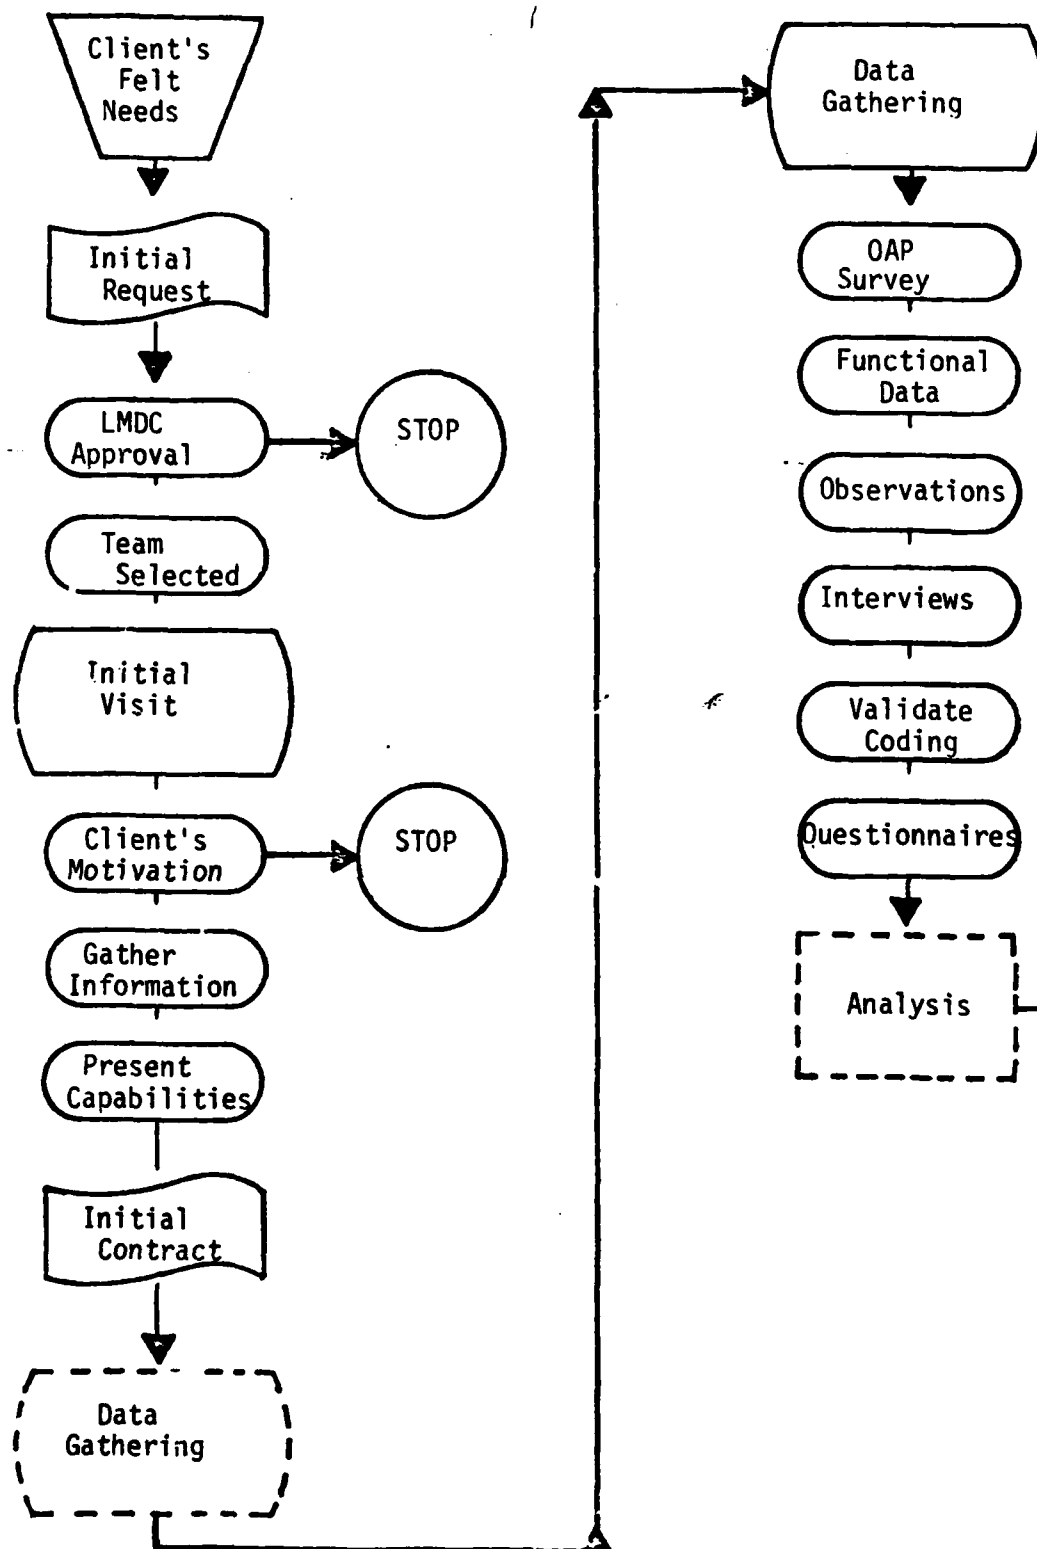 Client's
Felt
Needs
Initial
Request
LMDC
Approval
STOP
Team
Selected
Initial
Visit
Client's
Motivation
STOP
Gather
Information
Present
Capabilities
Initial
Contract
Data
Gathering
Data
Gathering
OAP
Survey
Functional
Data
Observations
Interviews
Validate
Coding
Questionnaires
Analysis